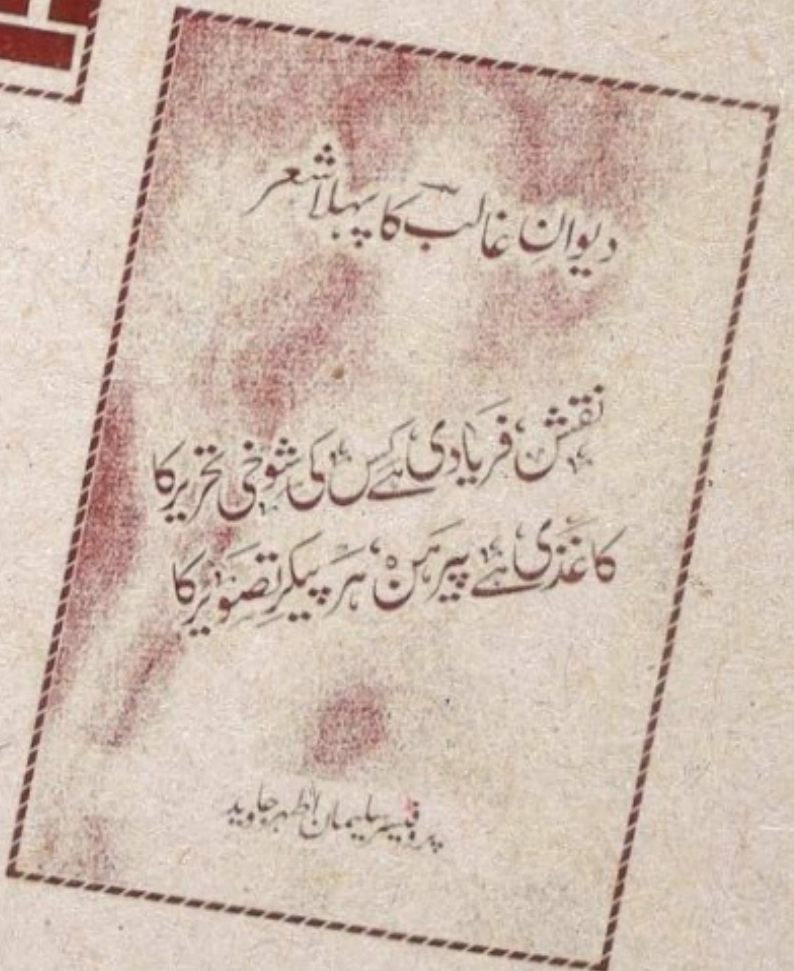 دیوانِ غالبؔ کا پہلا شعر
نقش، فریادی ہے کس کی شوخیِ تحریر کا
کاغذی ہے پیرہن، ہر پیکرِ تصویر کا
پروفیسر سلیمان اطہر جاوید